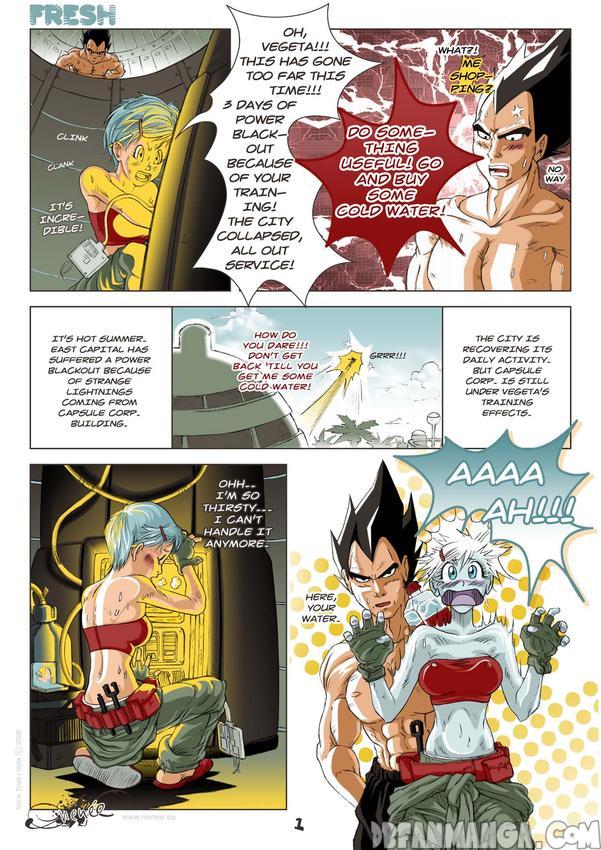 FRESH
OH,
VEGETA!!!
THIS HAS GONE
TOO FAR THIS
TIME!!!
3 DAYS OF
POWER
BLACK-
OUT
BECAUSE
OF YOUR
TRAIN-
ING!
THE CITY
COLLAPSED,
ALL OUT
SERVICE!
CLINK
CLANK
IT'S
INCRE-
DIBLE!
DO SOME-
THING
USEFUL! GO
AND BUY
SOME
COLD WATER!
WHAT?!
ME
SHOP-
PING?
NO
WAY
IT'S HOT SUMMER.
EAST CAPITAL HAS
SUFFERED A POWER
BLACKOUT BECAUSE
OF STRANGE
LIGHTNINGS
COMING FROM
CAPSULE CORP.
BUILDING.
HOW DO
YOU DARE!!!
DON'T GET
BACK 'TILL YOU
GET ME SOME
COLD WATER!
GRRR!!!
THE CITY IS
RECOVERING ITS
DAILY ACTIVITY.
BUT CAPSULE
CORP. IS STILL
UNDER VEGETA'S
TRAINING
EFFECTS.
OHH..
I'M SO
THIRSTY...
I CAN'T
HANDLE IT
ANYMORE.
HERE,
YOUR
WATER.
AAAA
AH!!!
www.nenee.eu
1
DBFANMANGA.COM